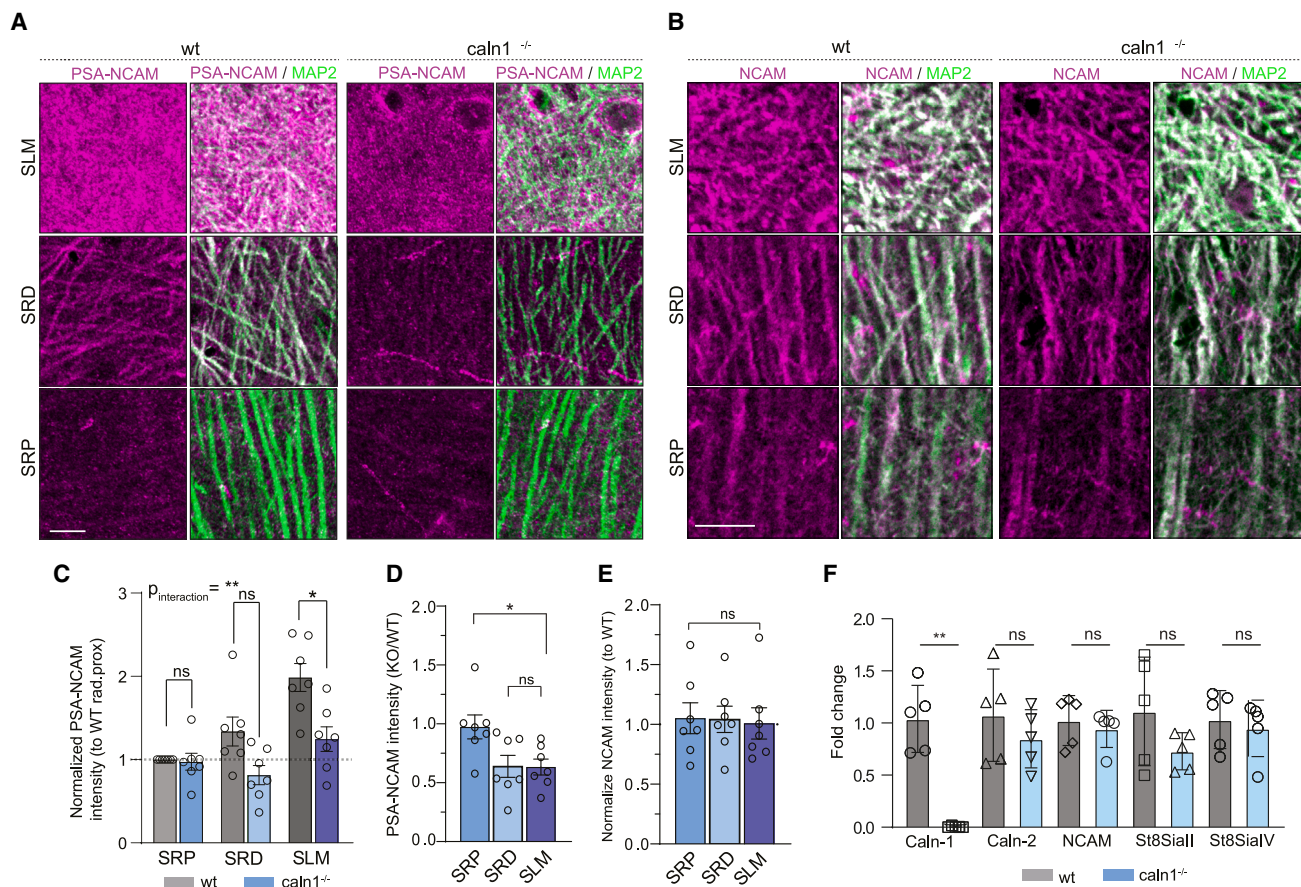 A
wt
caln1 -/-
PSA-NCAM
PSA-NCAM / MAP2
PSA-NCAM
PSA-NCAM / MAP2
SLM
SRD
SRP
B
wt
caln1 -/-
NCAM
NCAM / MAP2
NCAM
NCAM / MAP2
SLM
SRD
SRP
C
Normalized PSA-NCAM
intensity (to WT rad.prox)
3
2
1
0
pinteraction= **
ns
ns
*
SRP
SRD
SLM
wt
caln1-/-
D
PSA-NCAM intensity (KO/WT)
2.0
1.5
1.0
0.5
0.0
*
ns
SRP
SRD
SLM
E
Normalize NCAM intensity (to WT)
2.0
1.5
1.0
0.5
0.0
ns
SRP
SRD
SLM
F
Fold change
2.0
1.5
1.0
0.5
0.0
**
ns
ns
ns
ns
Caln-1
Caln-2
NCAM
St8SiaII
St8SiaIV
wt
caln1-/-